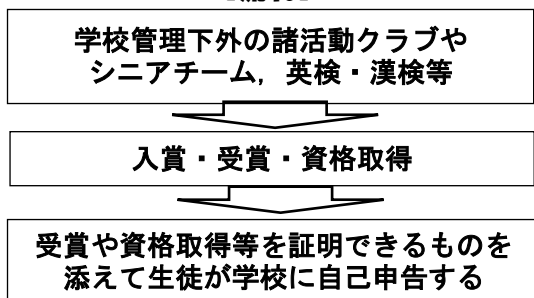 学校管理下外の諸活動クラブや
シニアチーム，英検・漢検等
入賞・受賞・資格取得
受賞や資格取得等を証明できるものを
添えて生徒が学校に自己申告する